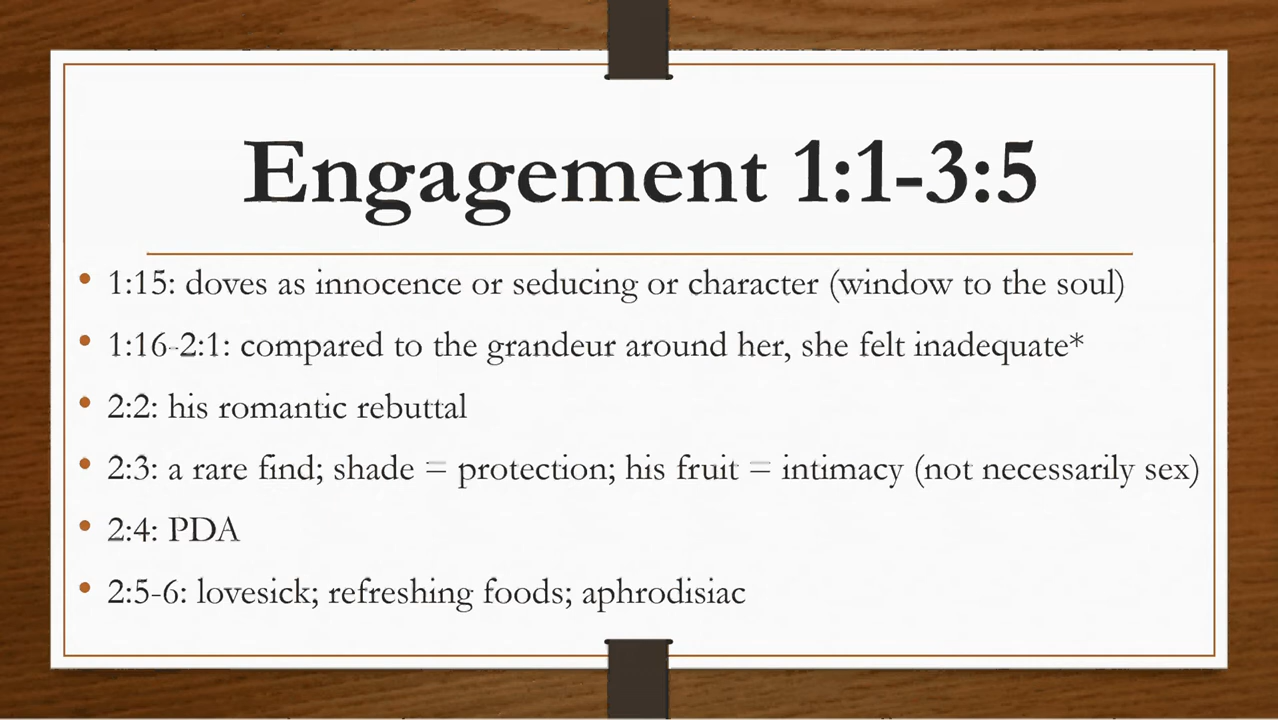 Engagement 1:1-3:5
• 1:15: doves as innocence or seducing or character (window to the soul)
• 1:16-2:1: compared to the grandeur around her, she felt inadequate*
• 2:2: his romantic rebuttal
• 2:3: a rare find; shade = protection; his fruit = intimacy (not necessarily sex)
• 2:4: PDA
• 2:5-6: lovesick; refreshing foods; aphrodisiac